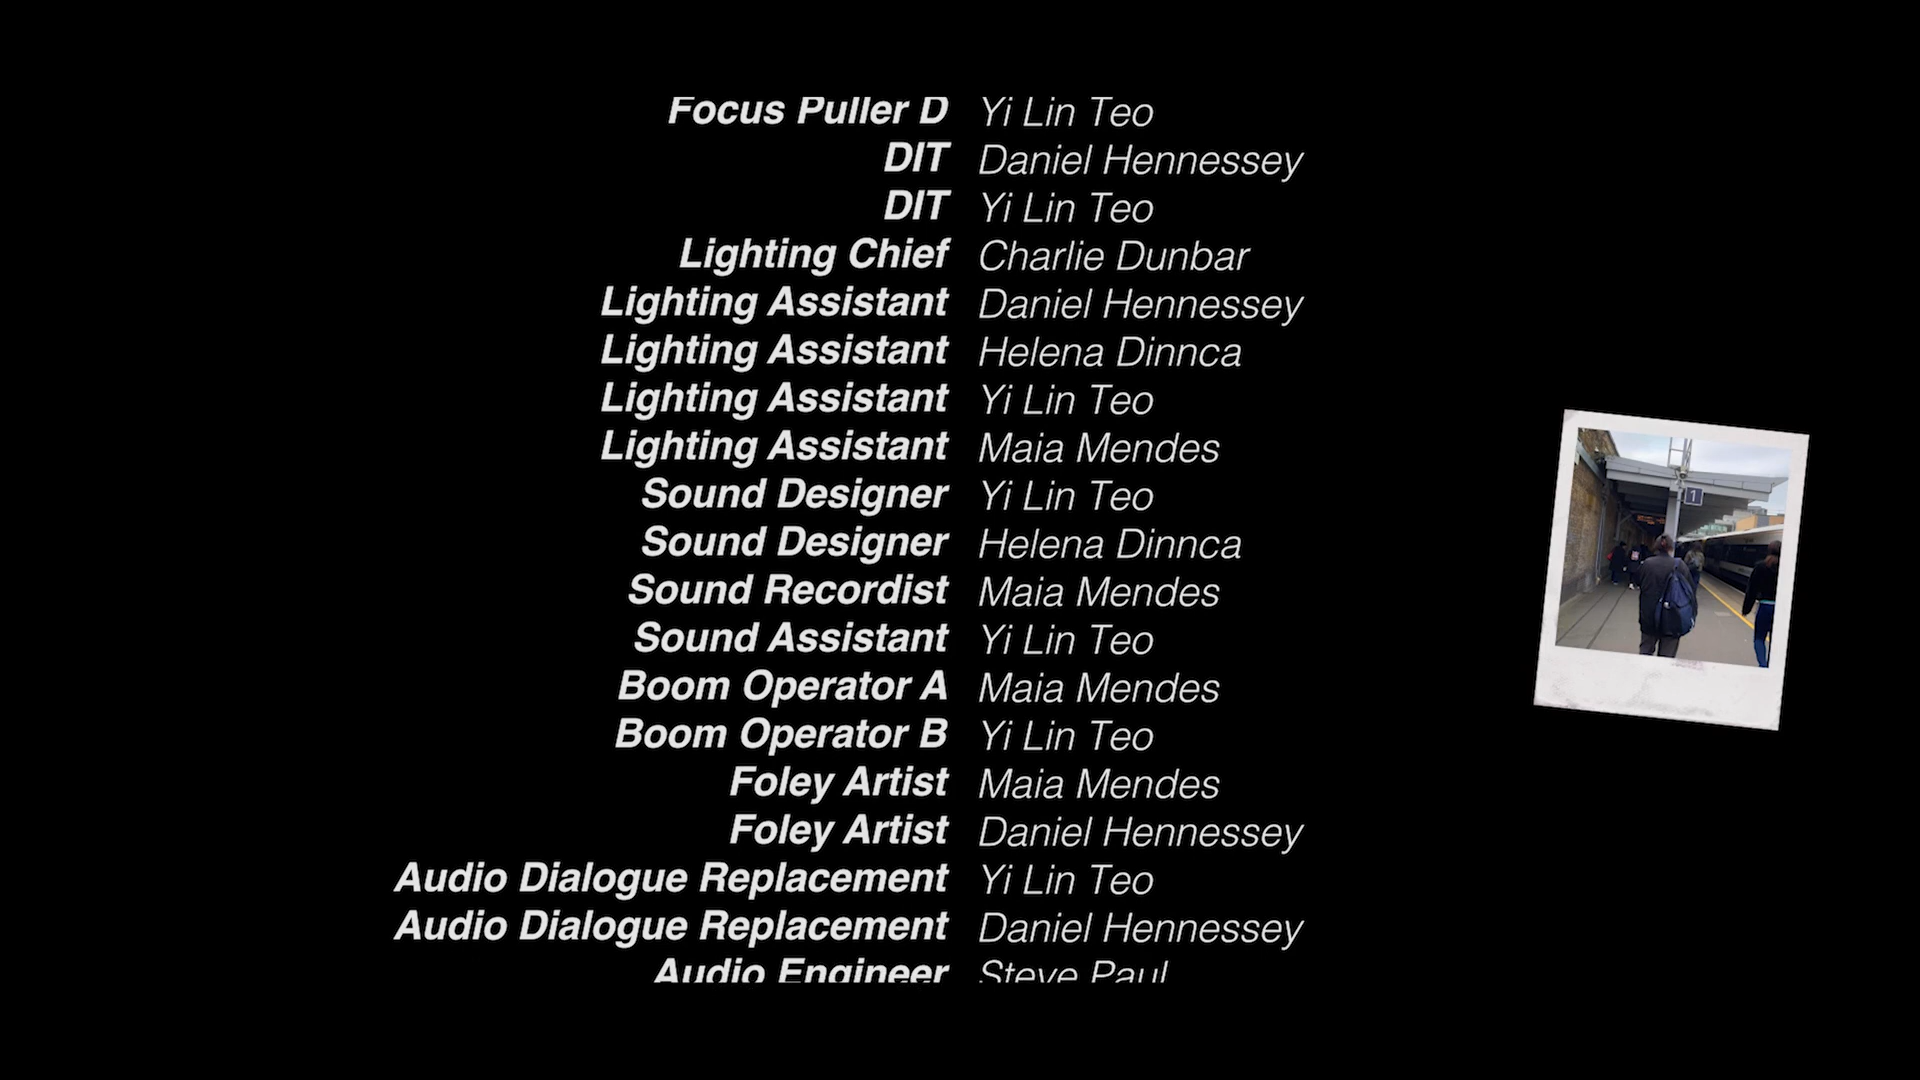 Focus Puller D Yi Lin Teo
DIT Daniel Hennessey
DIT Yi Lin Teo
Lighting Chief Charlie Dunbar
Lighting Assistant Daniel Hennessey
Lighting Assistant Helena Dinnca
Lighting Assistant Yi Lin Teo
Lighting Assistant Maia Mendes
Sound Designer Yi Lin Teo
Sound Designer Helena Dinnca
Sound Recordist Maia Mendes
Sound Assistant Yi Lin Teo
Boom Operator A Maia Mendes
Boom Operator B Yi Lin Teo
Foley Artist Maia Mendes
Foley Artist Daniel Hennessey
Audio Dialogue Replacement Yi Lin Teo
Audio Dialogue Replacement Daniel Hennessey
Audio Engineer Steve Paul
1